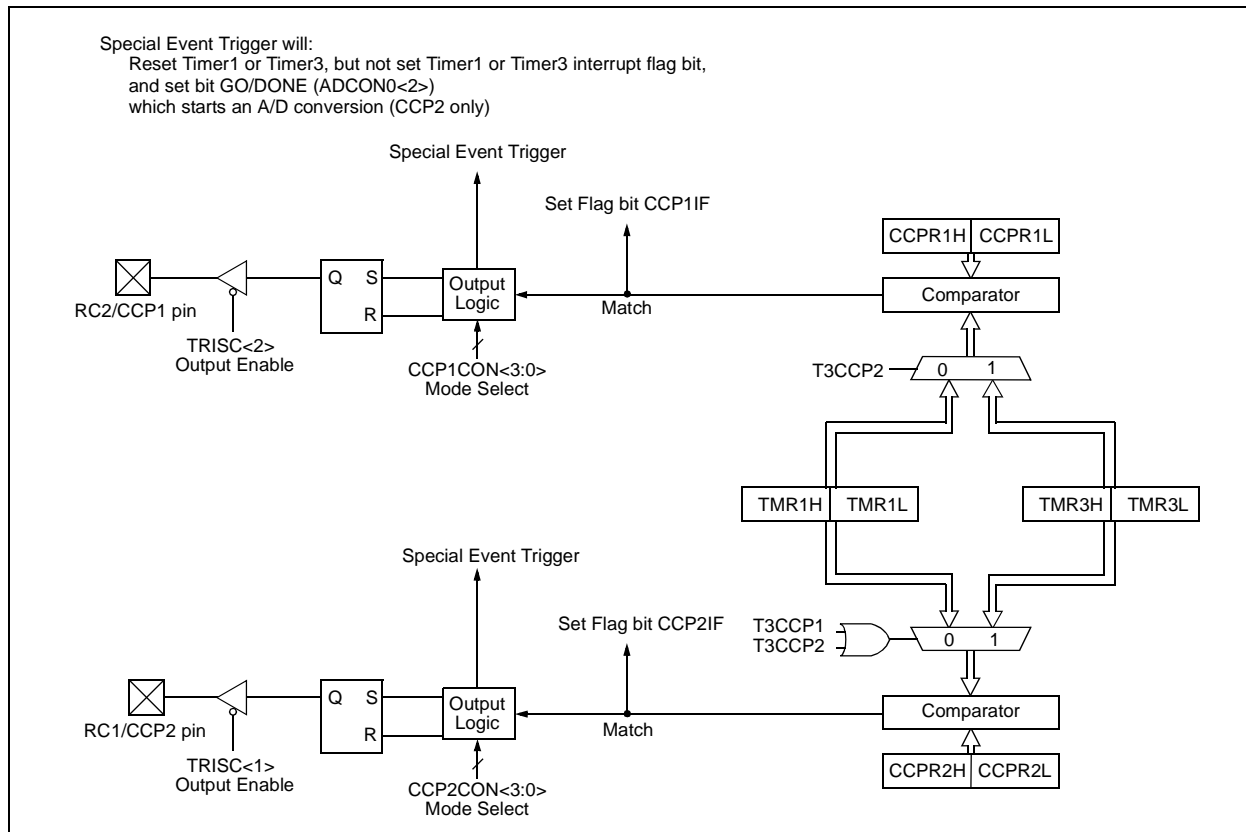 Special Event Trigger will:
Reset Timer1 or Timer3, but not set Timer1 or Timer3 interrupt flag bit,
and set bit GO/DONE (ADCON0<2>)
which starts an A/D conversion (CCP2 only)
Special Event Trigger
Set Flag bit CCP1IF
CCPR1H CCPR1L
Q S
R
Output
Logic
Comparator
RC2/CCP1 pin
Match
TRISC<2>
Output Enable
CCP1CON<3:0>
Mode Select
T3CCP2
0 1
TMR1H TMR1L
TMR3H TMR3L
Special Event Trigger
Set Flag bit CCP2IF
T3CCP1
T3CCP2
0 1
Q S
R
Output
Logic
Comparator
RC1/CCP2 pin
Match
TRISC<1>
Output Enable
CCP2CON<3:0>
Mode Select
CCPR2H CCPR2L